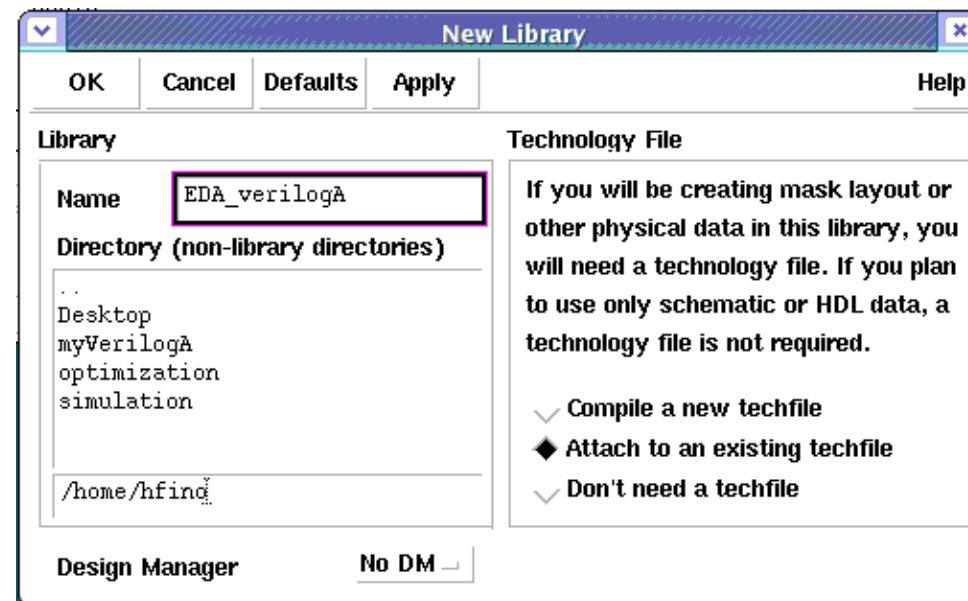 New Library
OK Cancel Defaults Apply Help
Library
Name EDA_verilogA
Directory (non-library directories)
..
Desktop
myVerilogA
optimization
simulation
/home/hfinq
Design Manager No DM
Technology File
If you will be creating mask layout or
other physical data in this library, you
will need a technology file. If you plan
to use only schematic or HDL data, a
technology file is not required.
Compile a new techfile
Attach to an existing techfile
Don't need a techfile